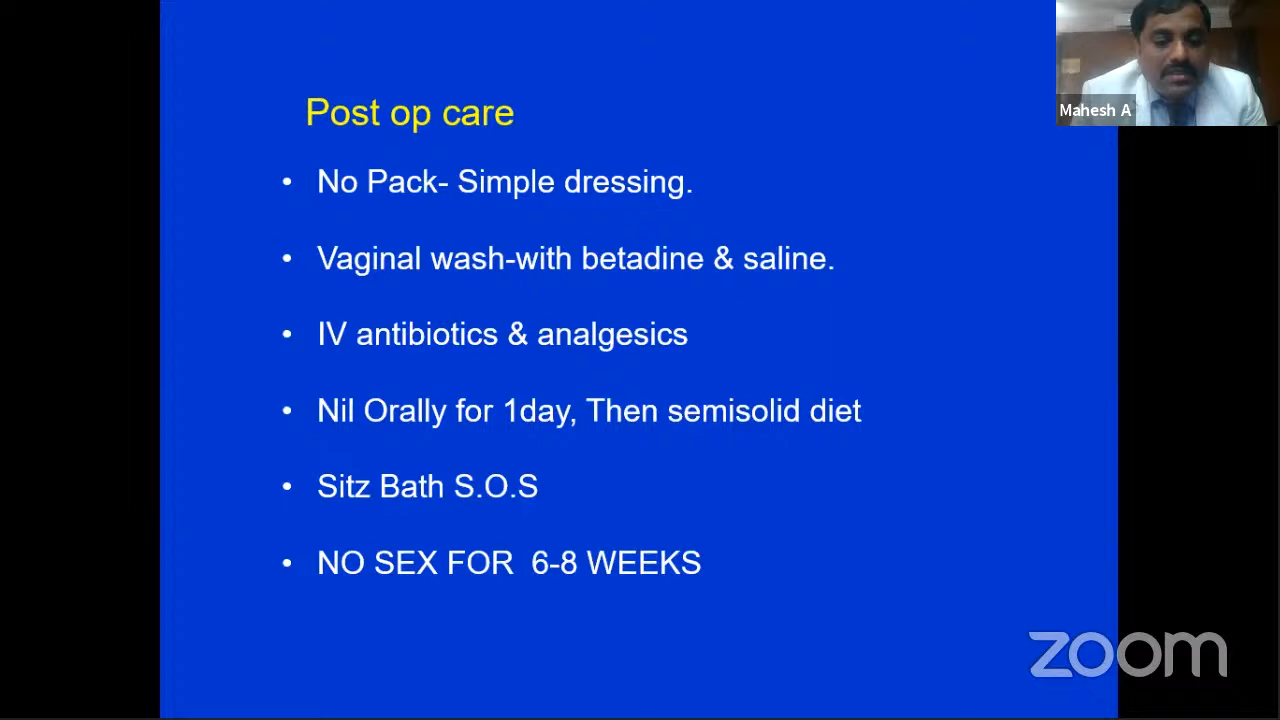 Mahesh A
Post op care
• No Pack- Simple dressing.
• Vaginal wash-with betadine & saline.
• IV antibiotics & analgesics
• Nil Orally for 1day, Then semisolid diet
• Sitz Bath S.O.S
• NO SEX FOR  6-8 WEEKS
zoom